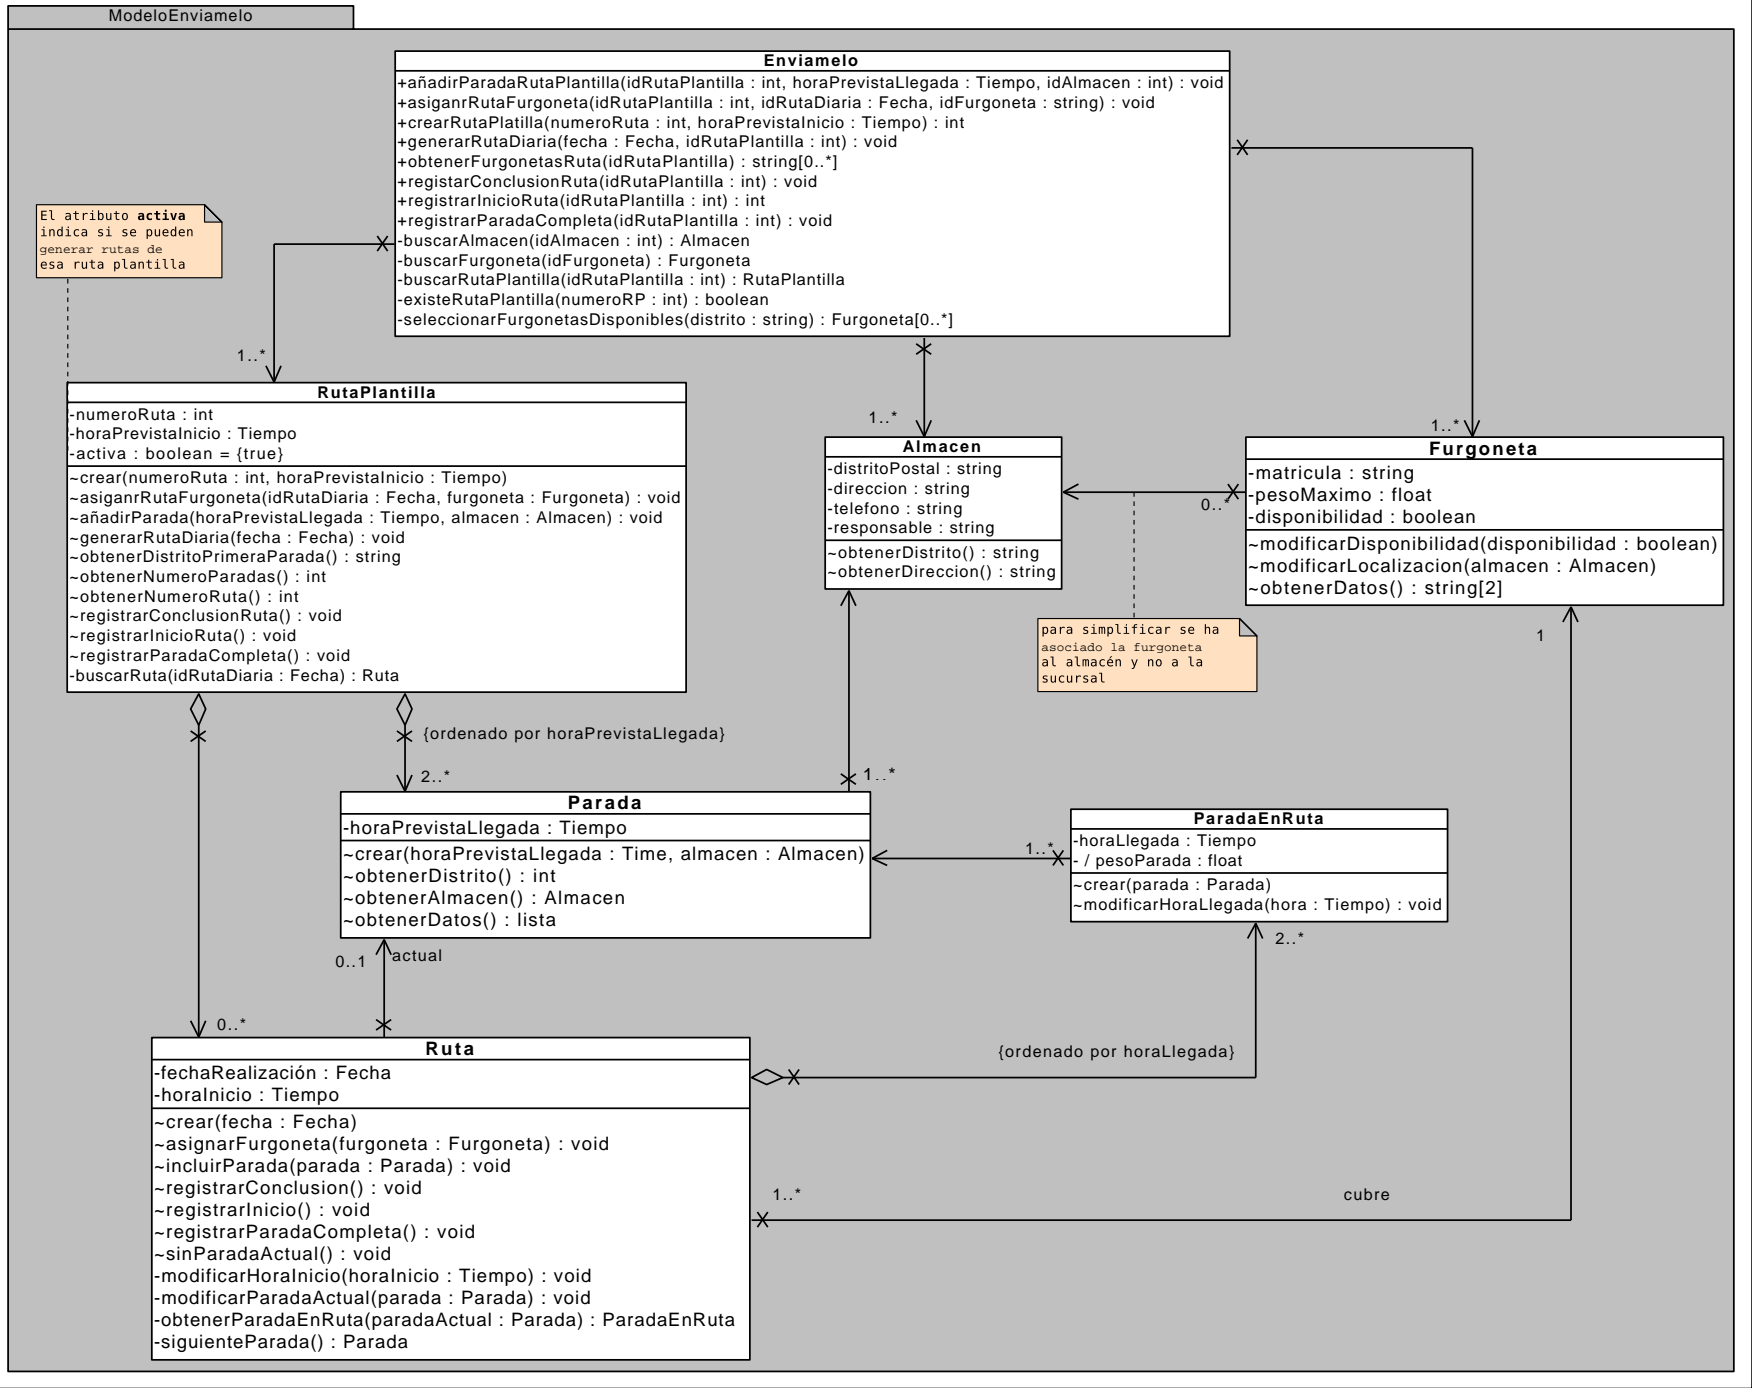 ModeloEnviamelo
Enviamelo
+añadirParadaRutaPlantilla(idRutaPlantilla : int, horaPrevistaLlegada : Tiempo, idAlmacen : int) : void
+asiganrRutaFurgoneta(idRutaPlantilla : int, idRutaDiaria : Fecha, idFurgoneta : string) : void
+crearRutaPlatilla(numeroRuta : int, horaPrevistaInicio : Tiempo) : int
+generarRutaDiaria(fecha : Fecha, idRutaPlantilla : int) : void
+obtenerFurgonetasRuta(idRutaPlantilla) : string[0..*]
+registarConclusionRuta(idRutaPlantilla : int) : void
+registrarInicioRuta(idRutaPlantilla : int) : int
+registrarParadaCompleta(idRutaPlantilla : int) : void
-buscarAlmacen(idAlmacen : int) : Almacen
-buscarFurgoneta(idFurgoneta) : Furgoneta
-buscarRutaPlantilla(idRutaPlantilla : int) : RutaPlantilla
-existeRutaPlantilla(numeroRP : int) : boolean
-seleccionarFurgonetasDisponibles(distrito : string) : Furgoneta[0..*]
El atributo activa
indica si se pueden
generar rutas de
esa ruta plantilla
1..*
1..*
1..*
RutaPlantilla
-numeroRuta : int
-horaPrevistaInicio : Tiempo
-activa : boolean = {true}
~crear(numeroRuta : int, horaPrevistaInicio : Tiempo)
~asiganrRutaFurgoneta(idRutaDiaria : Fecha, furgoneta : Furgoneta) : void
~añadirParada(horaPrevistaLlegada : Tiempo, almacen : Almacen) : void
~generarRutaDiaria(fecha : Fecha) : void
~obtenerDistritoPrimeraParada() : string
~obtenerNumeroParadas() : int
~obtenerNumeroRuta() : int
~registrarConclusionRuta() : void
~registrarInicioRuta() : void
~registrarParadaCompleta() : void
-buscarRuta(idRutaDiaria : Fecha) : Ruta
Almacen
-distritoPostal : string
-direccion : string
-telefono : string
-responsable : string
~obtenerDistrito() : string
~obtenerDireccion() : string
0..*
Furgoneta
-matricula : string
-pesoMaximo : float
-disponibilidad : boolean
~modificarDisponibilidad(disponibilidad : boolean)
~modificarLocalizacion(almacen : Almacen)
~obtenerDatos() : string[2]
para simplificar se ha
asociado la furgoneta
al almacén y no a la
sucursal
1
{ordenado por horaPrevistaLlegada}
2..*
1..*
Parada
-horaPrevistaLlegada : Tiempo
~crear(horaPrevistaLlegada : Time, almacen : Almacen)
~obtenerDistrito() : int
~obtenerAlmacen() : Almacen
~obtenerDatos() : lista
1..*
ParadaEnRuta
-horaLlegada : Tiempo
- / pesoParada : float
~crear(parada : Parada)
~modificarHoraLlegada(hora : Tiempo) : void
2..*
0..1
actual
0..*
{ordenado por horaLlegada}
Ruta
-fechaRealización : Fecha
-horaInicio : Tiempo
~crear(fecha : Fecha)
~asignarFurgoneta(furgoneta : Furgoneta) : void
~incluirParada(parada : Parada) : void
~registrarConclusion() : void
~registrarInicio() : void
~registrarParadaCompleta() : void
~sinParadaActual() : void
-modificarHoraInicio(horaInicio : Tiempo) : void
-modificarParadaActual(parada : Parada) : void
-obtenerParadaEnRuta(paradaActual : Parada) : ParadaEnRuta
-siguienteParada() : Parada
1..*
cubre